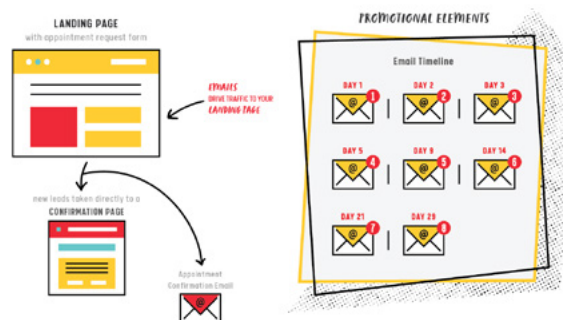 LANDING PAGE
with appointment request form
EMAILS
DRIVE TRAFFIC TO YOUR
LANDING PAGE
new leads taken directly to a
CONFIRMATION PAGE
Appointment
Confirmation Email
PROMOTIONAL ELEMENTS
Email Timeline
DAY 1 DAY 2 DAY 3
@ 1 @ 2 @ 3
DAY 5 DAY 9 DAY 14
@ 4 @ 5 @ 6
DAY 21 DAY 28
@ 7 @ 8
@